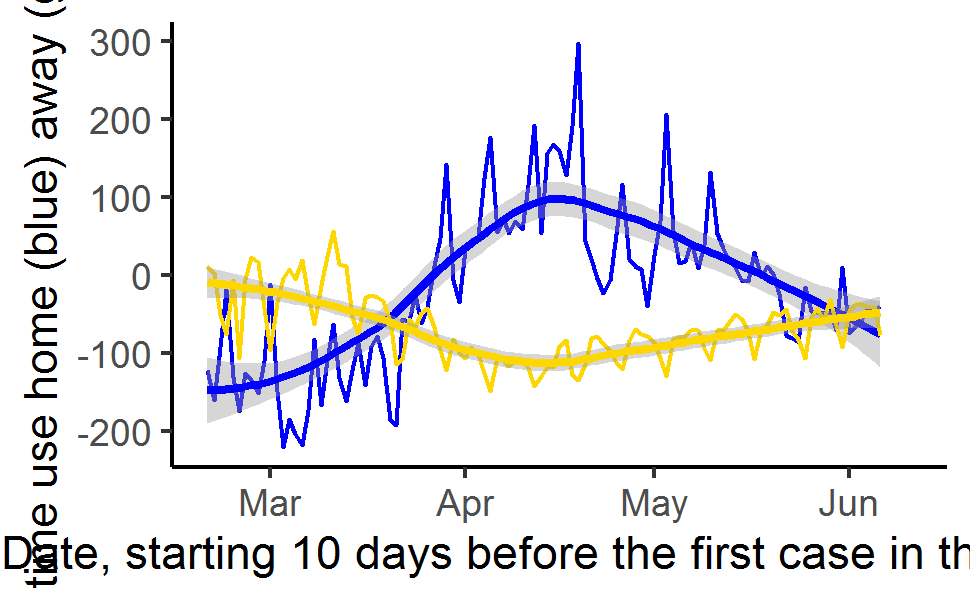 time use home (blue) away (
300
200
100
0
-100
-200
Mar Apr May Jun
Date, starting 10 days before the first case in th